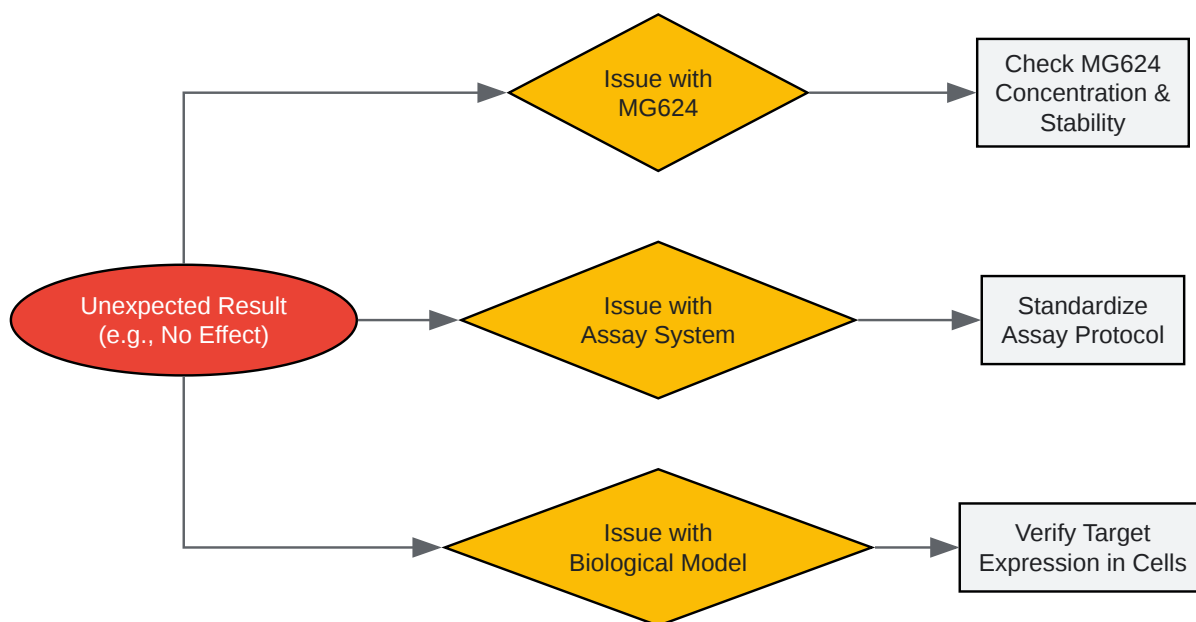 Issue with
MG624
Check MG624
Concentration &
Stability
Unexpected Result
(e.g., No Effect)
Issue with
Assay System
Standardize
Assay Protocol
Issue with
Biological Model
Verify Target
Expression in Cells